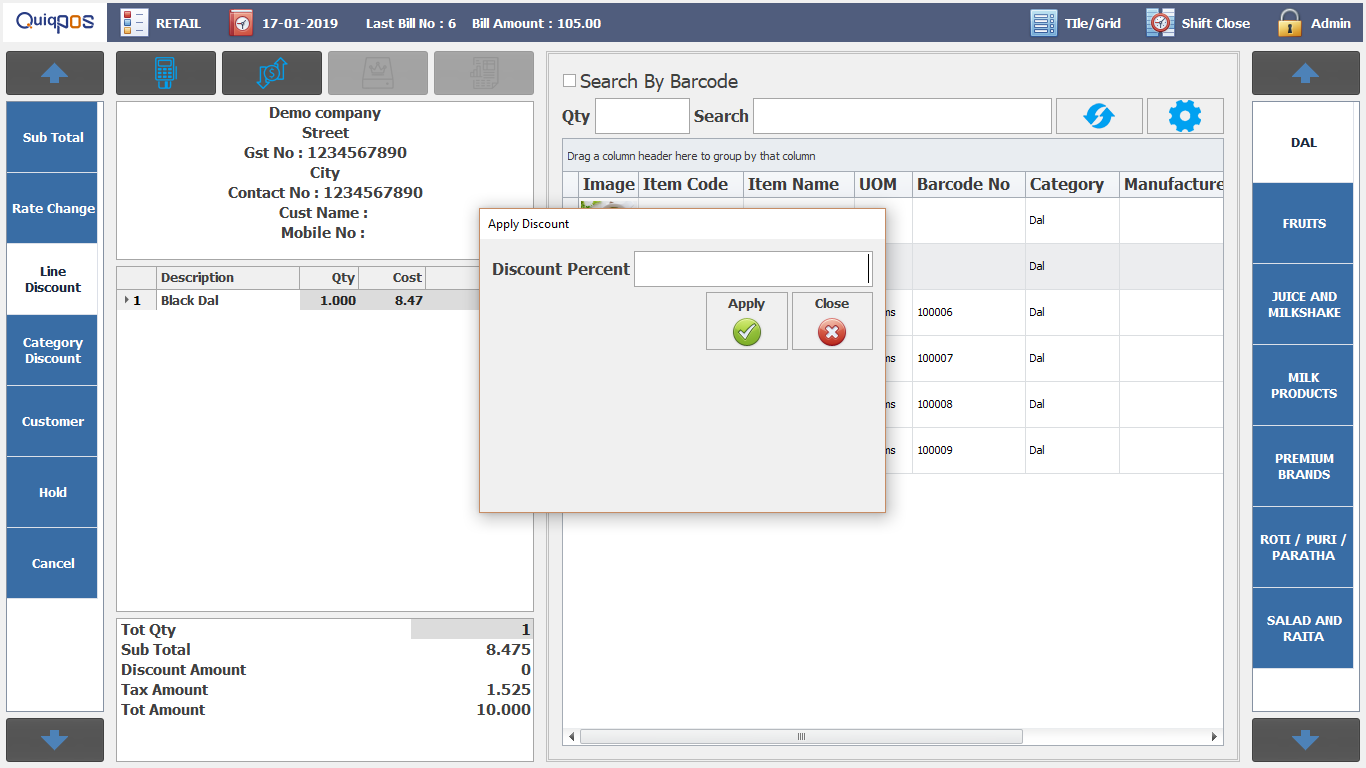 QuiqPOS
RETAIL
17-01-2019
Last Bill No : 6
Bill Amount : 105.00
TIle/Grid
Shift Close
Admin
Sub Total
Rate Change
Line
Discount
Category
Discount
Customer
Hold
Cancel
Demo company
Street
Gst No : 1234567890
City
Contact No : 1234567890
Cust Name :
Mobile No :
Description Qty Cost
1 Black Dal 1.000 8.47
Tot Qty 1
Sub Total 8.475
Discount Amount 0
Tax Amount 1.525
Tot Amount 10.000
Search By Barcode
Qty
Search
Drag a column header here to group by that column
Image Item Code Item Name UOM Barcode No Category Manufacture
Dal
Dal
ms 100006 Dal
ms 100007 Dal
ms 100008 Dal
ms 100009 Dal
Apply Discount
Discount Percent
Apply
Close
DAL
FRUITS
JUICE AND
MILKSHAKE
MILK
PRODUCTS
PREMIUM
BRANDS
ROTI / PURI /
PARATHA
SALAD AND
RAITA